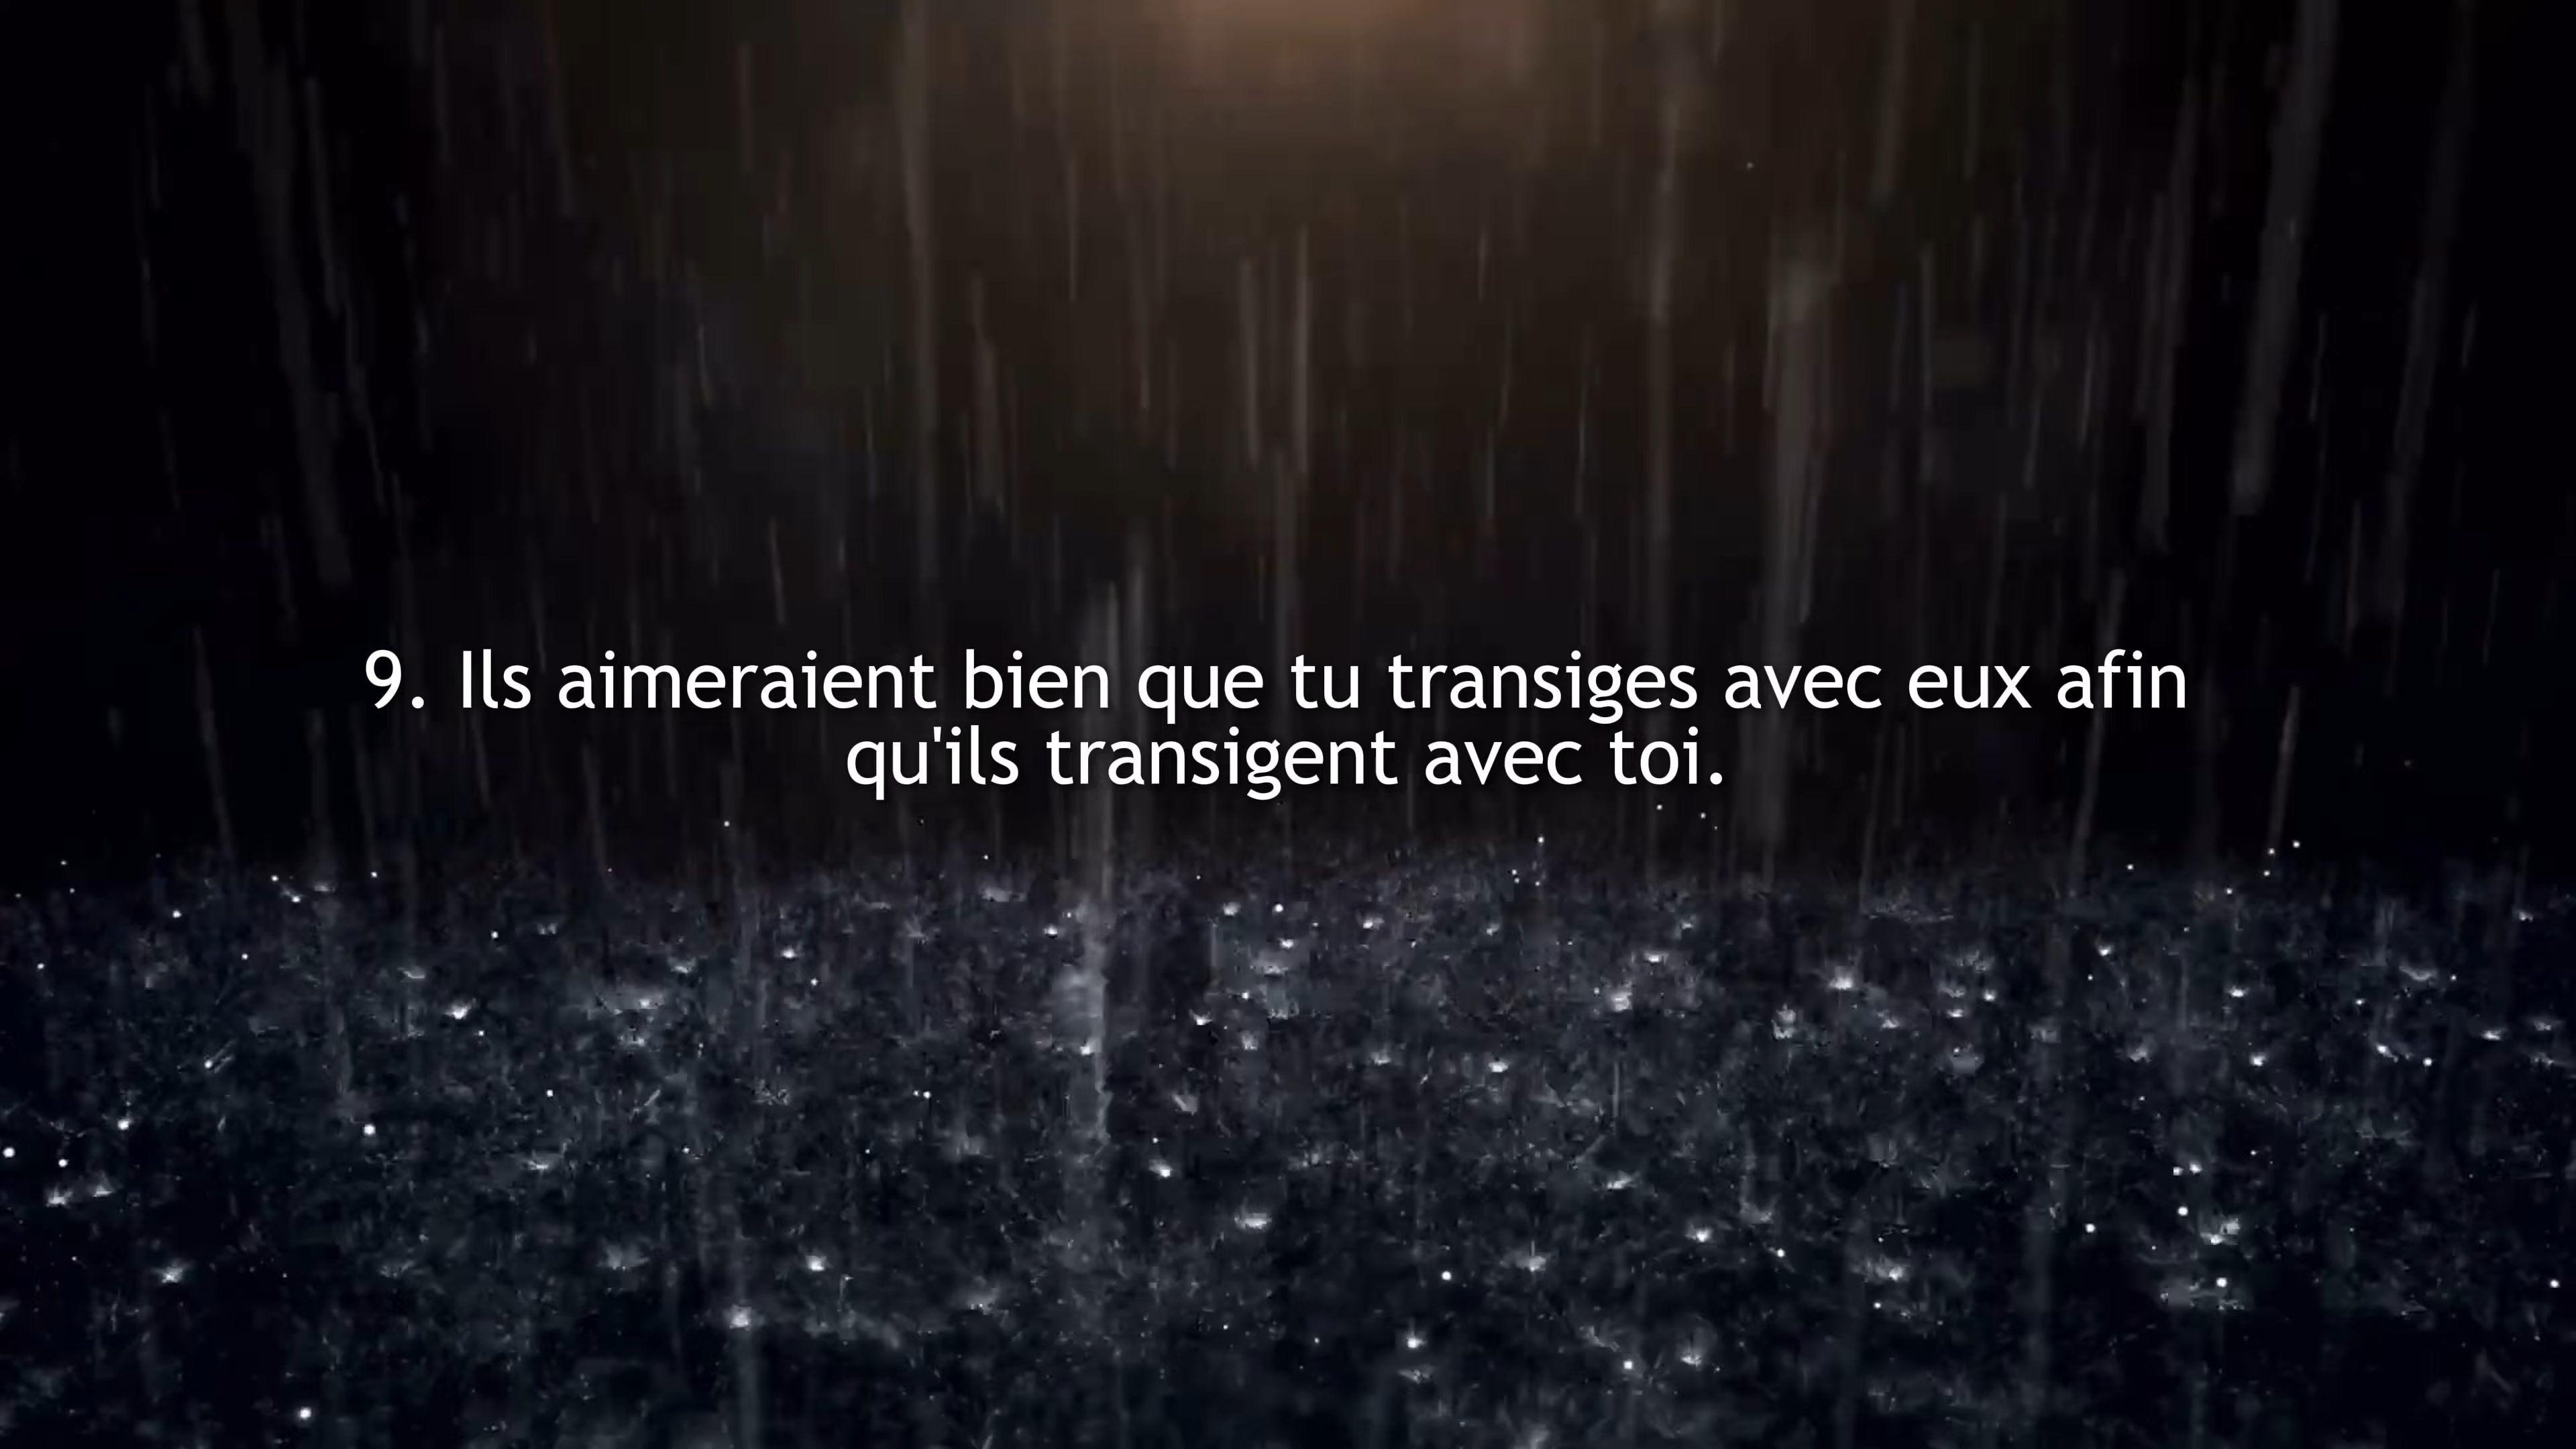 9. Ils aimeraient bien que tu transiges avec eux afin
qu'ils transigent avec toi.